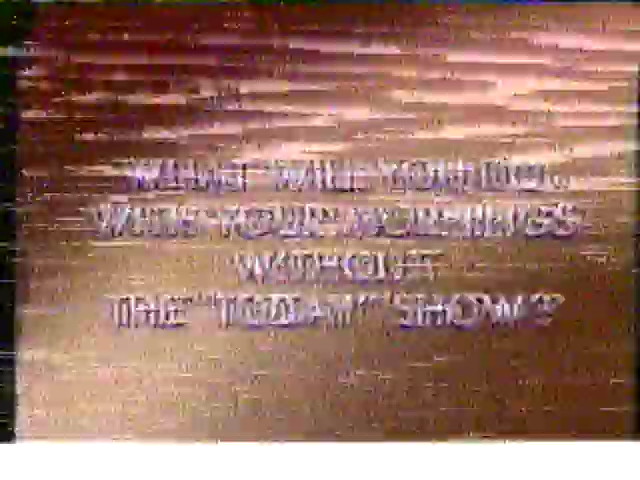 WHAT WILL YOU DO
WITH YOUR MORNINGS
WITHOUT
THE "TODAY" SHOW?